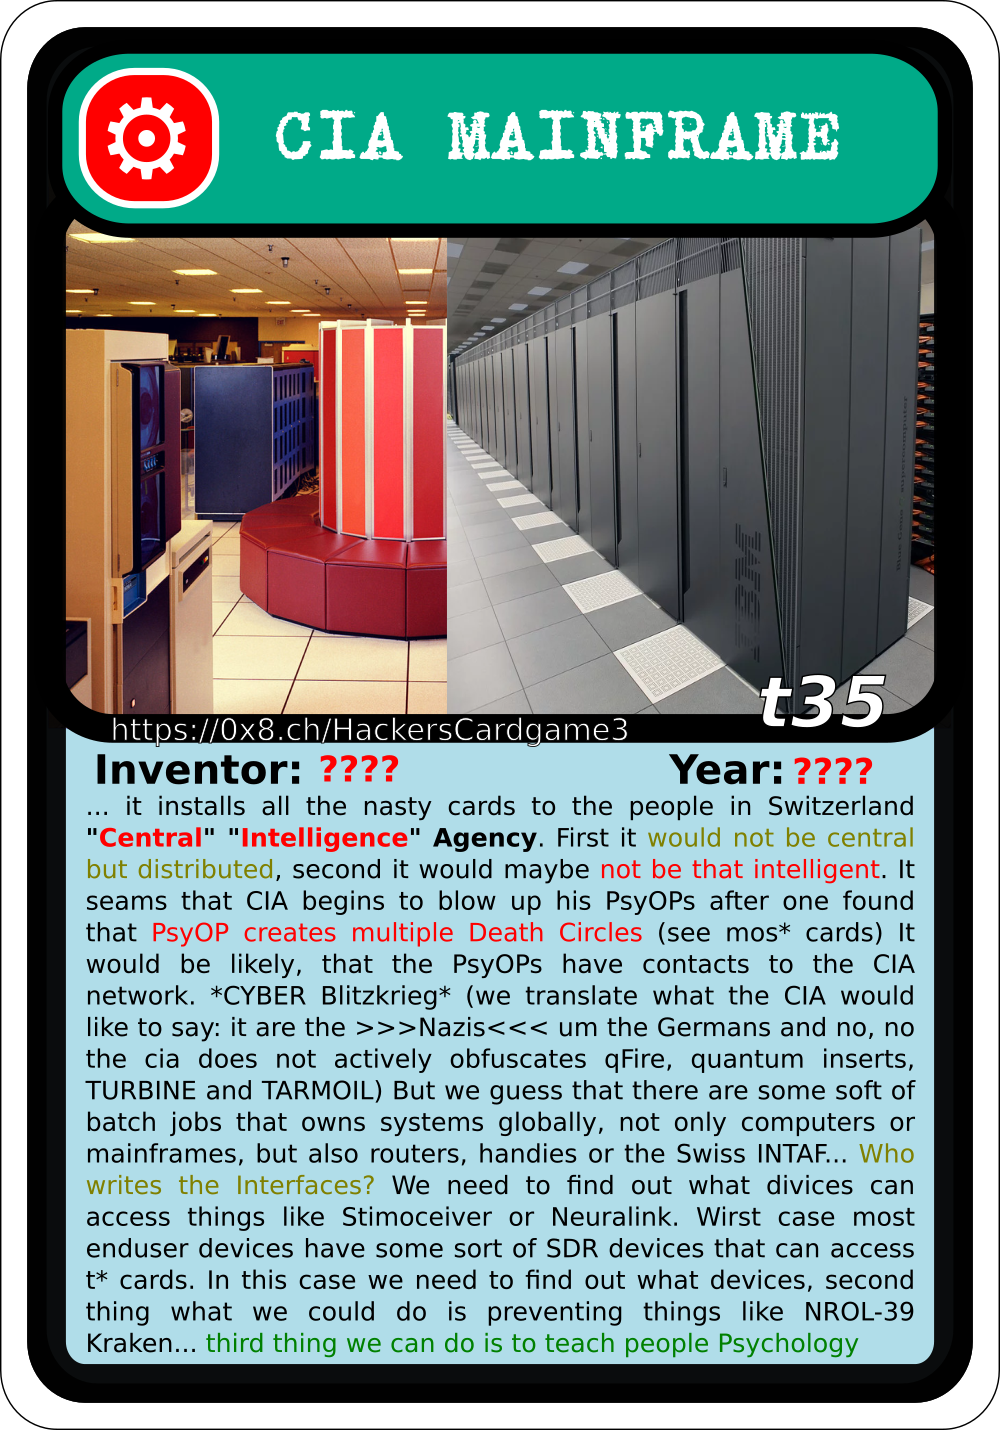 CIA MAINFRAME
IBM
Blue Gene supercomputer
t35
https://0x8.ch/HackersCardgame3
Inventor: ????
Year: ????
... it installs all the nasty cards to the people in Switzerland
"Central" "Intelligence" Agency. First it would not be central
but distributed, second it would maybe not be that intelligent. It
seams that CIA begins to blow up his PsyOPs after one found
that PsyOP creates multiple Death Circles (see mos* cards) It
would be likely, that the PsyOPs have contacts to the CIA
network. *CYBER Blitzkrieg* (we translate what the CIA would
like to say: it are the >>>Nazis<<< um the Germans and no, no
the cia does not actively obfuscates qFire, quantum inserts,
TURBINE and TARMOIL) But we guess that there are some soft of
batch jobs that owns systems globally, not only computers or
mainframes, but also routers, handies or the Swiss INTAF... Who
writes the Interfaces? We need to find out what divices can
access things like Stimoceiver or Neuralink. Wirst case most
enduser devices have some sort of SDR devices that can access
t* cards. In this case we need to find out what devices, second
thing what we could do is preventing things like NROL-39
Kraken... third thing we can do is to teach people Psychology